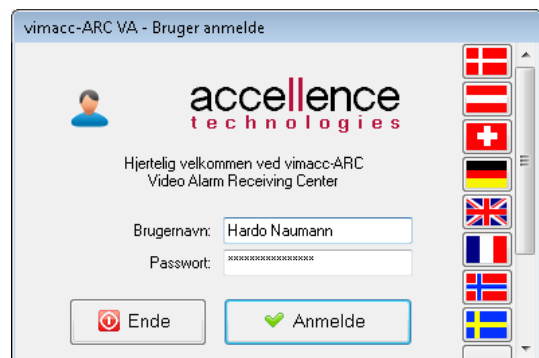 vimacc-ARC VA - Bruger anmelde
accellence
technologies
Hjertelig velkommen ved vimacc-ARC
Video Alarm Receiving Center
Brugernavn: Hardo Naumann
Passwort: ****************
Ende Anmelde